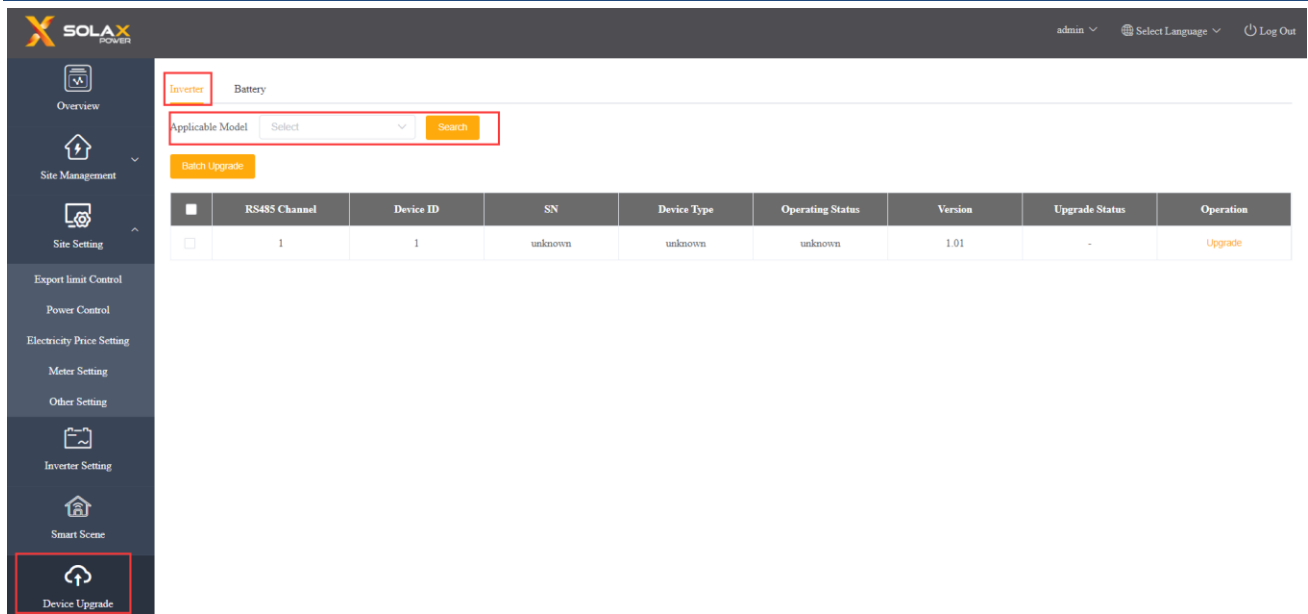 SOLAX
POWER
admin
Select Language
Log Out
Overview
Site Management
Site Setting
Export limit Control
Power Control
Electricity Price Setting
Meter Setting
Other Setting
Inverter Setting
Smart Scene
Device Upgrade
Inverter Battery
Applicable Model Select Search
Batch Upgrade
RS485 Channel Device ID SN Device Type Operating Status Version Upgrade Status Operation
1 1 unknown unknown unknown 1.01 - Upgrade